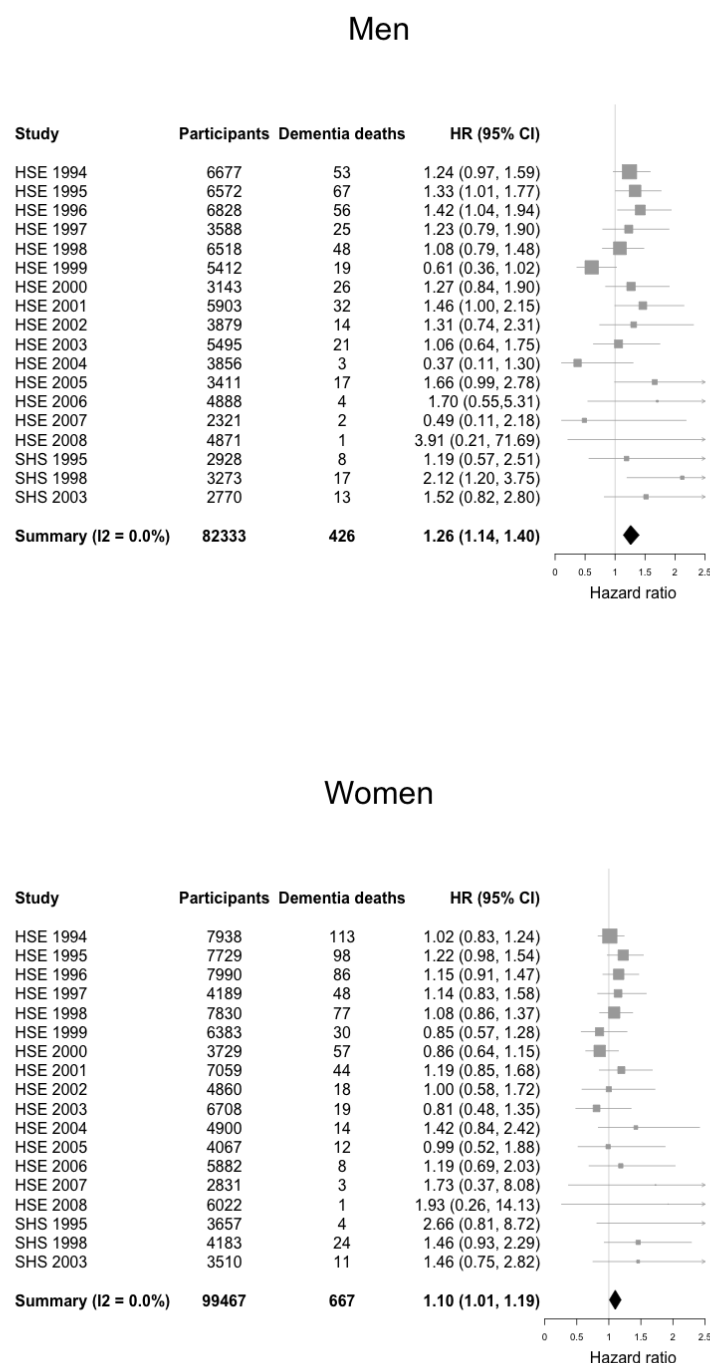 Men
Study Participants Dementia deaths HR (95% CI)
HSE 1994 6677 53 1.24 (0.97, 1.59)
HSE 1995 6572 67 1.33 (1.01, 1.77)
HSE 1996 6828 56 1.42 (1.04, 1.94)
HSE 1997 3588 25 1.23 (0.79, 1.90)
HSE 1998 6518 48 1.08 (0.79, 1.48)
HSE 1999 5412 19 0.61 (0.36, 1.02)
HSE 2000 3143 26 1.27 (0.84, 1.90)
HSE 2001 5903 32 1.46 (1.00, 2.15)
HSE 2002 3879 14 1.31 (0.74, 2.31)
HSE 2003 5495 21 1.06 (0.64, 1.75)
HSE 2004 3856 3 0.37 (0.11, 1.30)
HSE 2005 3411 17 1.66 (0.99, 2.78)
HSE 2006 4888 4 1.70 (0.55,5.31)
HSE 2007 2321 2 0.49 (0.11, 2.18)
HSE 2008 4871 1 3.91 (0.21, 71.69)
SHS 1995 2928 8 1.19 (0.57, 2.51)
SHS 1998 3273 17 2.12 (1.20, 3.75)
SHS 2003 2770 13 1.52 (0.82, 2.80)
Summary (I2 = 0.0%) 82333 426 1.26 (1.14, 1.40)
0 0.5 1 1.5 2 2.5
Hazard ratio
Women
Study Participants Dementia deaths HR (95% CI)
HSE 1994 7938 113 1.02 (0.83, 1.24)
HSE 1995 7729 98 1.22 (0.98, 1.54)
HSE 1996 7990 86 1.15 (0.91, 1.47)
HSE 1997 4189 48 1.14 (0.83, 1.58)
HSE 1998 7830 77 1.08 (0.86, 1.37)
HSE 1999 6383 30 0.85 (0.57, 1.28)
HSE 2000 3729 57 0.86 (0.64, 1.15)
HSE 2001 7059 44 1.19 (0.85, 1.68)
HSE 2002 4860 18 1.00 (0.58, 1.72)
HSE 2003 6708 19 0.81 (0.48, 1.35)
HSE 2004 4900 14 1.42 (0.84, 2.42)
HSE 2005 4067 12 0.99 (0.52, 1.88)
HSE 2006 5882 8 1.19 (0.69, 2.03)
HSE 2007 2831 3 1.73 (0.37, 8.08)
HSE 2008 6022 1 1.93 (0.26, 14.13)
SHS 1995 3657 4 2.66 (0.81, 8.72)
SHS 1998 4183 24 1.46 (0.93, 2.29)
SHS 2003 3510 11 1.46 (0.75, 2.82)
Summary (I2 = 0.0%) 99467 667 1.10 (1.01, 1.19)
0 0.5 1 1.5 2 2.5
Hazard ratio